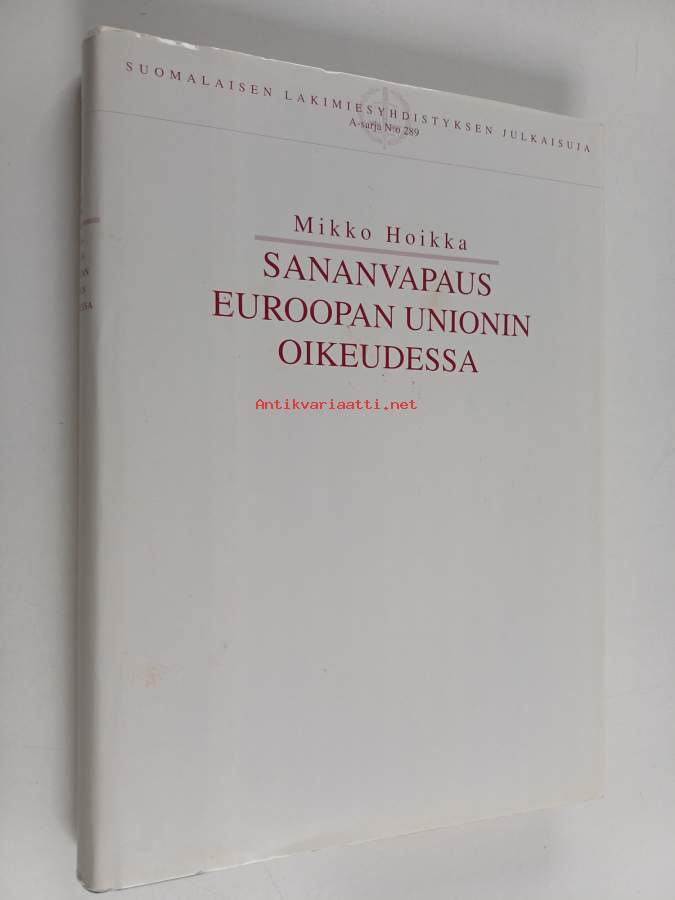 SUOMALAISEN LAKIMIESYHDISTYKSEN JULKAISUJA
A-sarja N:o 289
Mikko Hoikka
SANANVAPAUS
EUROOPAN UNIONIN
OIKEUDESSA
Antikvariaatti.net